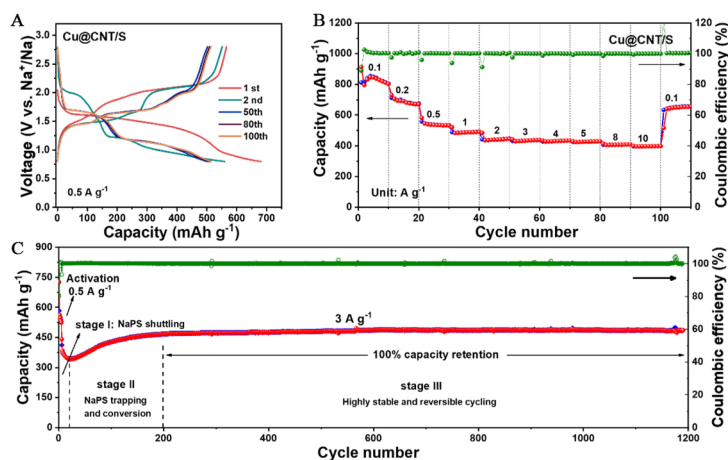 A
Cu@CNT/S
Voltage (V vs. Na⁺/Na)
3.0
2.5
2.0
1.5
1.0
0.5
0.0
1 st
2 nd
50th
80th
100th
0.5 A g⁻¹
0 100 200 300 400 500 600 700
Capacity (mAh g⁻¹)
B
Cu@CNT/S
Capacity (mAh g⁻¹)
1200
1000
800
600
400
200
0
0.1
0.2
0.5
1
2
3
4
5
8
10
0.1
Unit: A g⁻¹
120
100
80
60
40
20
0
Coulombic efficiency (%)
0 20 40 60 80 100
Cycle number
C
Capacity (mAh g⁻¹)
900
750
600
450
300
150
0
Activation
0.5 A g⁻¹
stage I: NaPS shuttling
3 A g⁻¹
100% capacity retention
stage II
NaPS trapping
and conversion
stage III
Highly stable and reversible cycling
100
80
60
40
20
0
Coulombic efficiency (%)
0 200 400 600 800 1000 1200
Cycle number